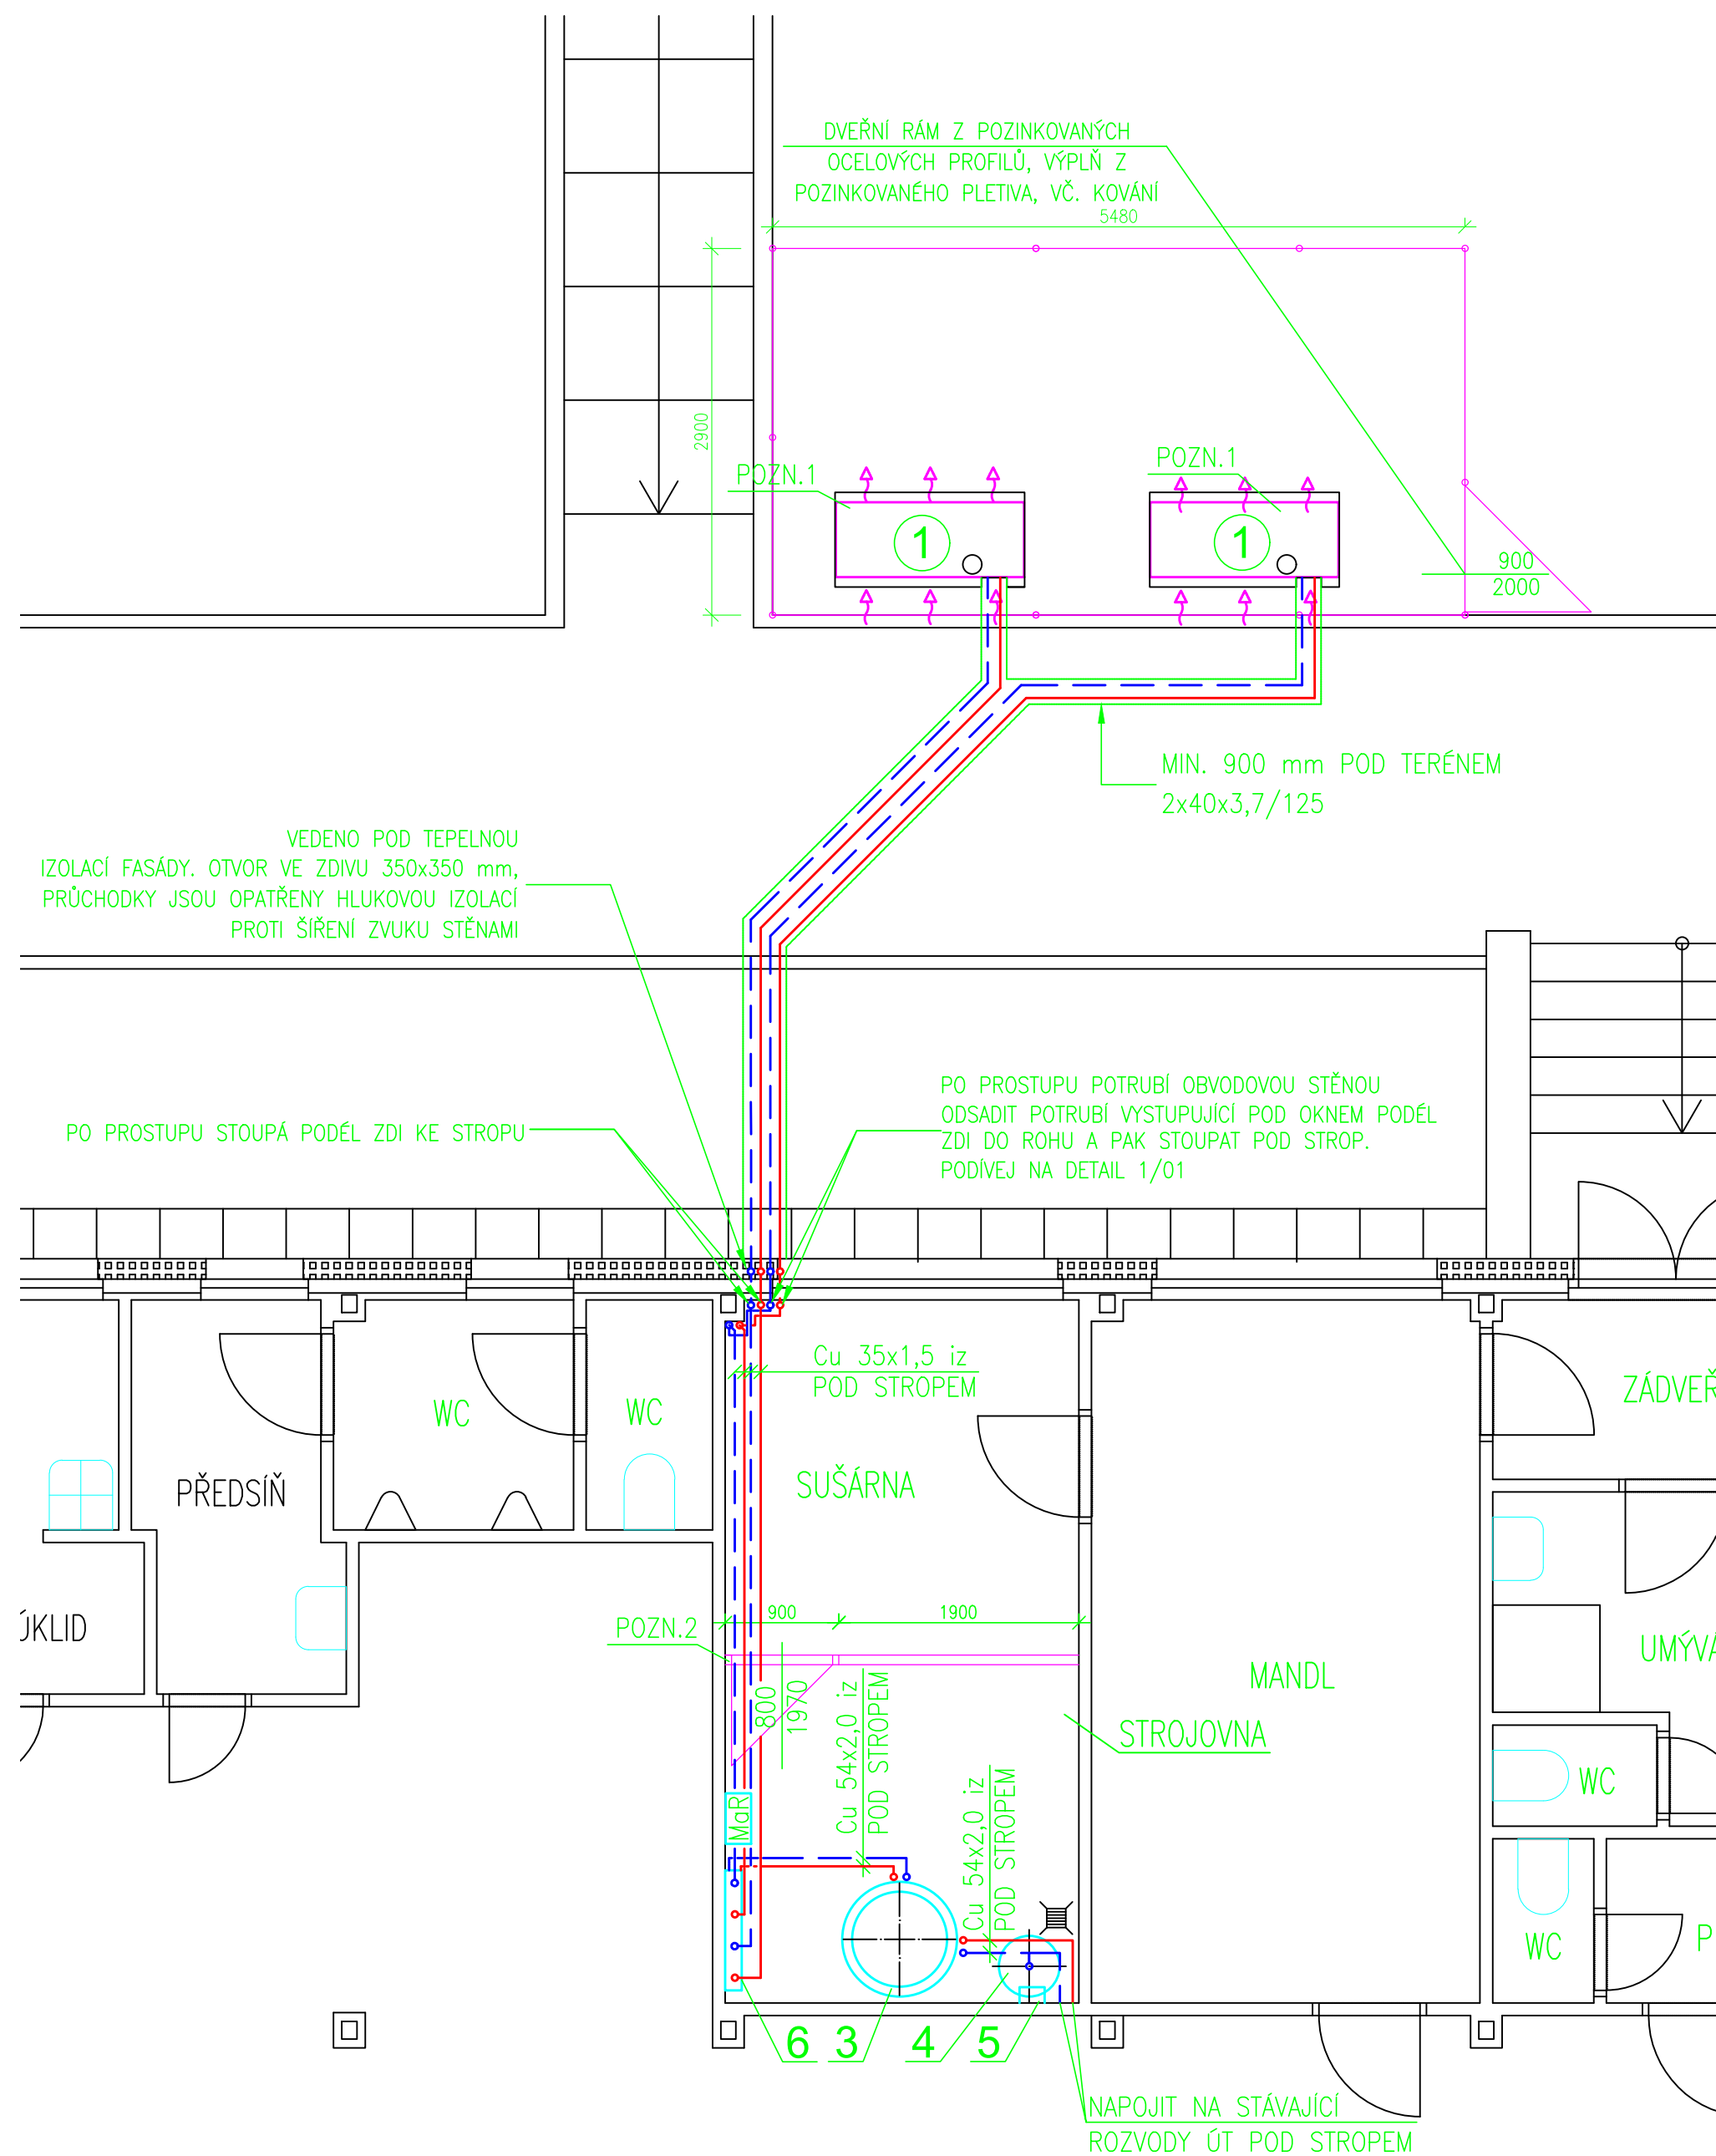 DVEŘNÍ RÁM Z POZINKOVANÝCH
OCELOVÝCH PROFILŮ, VÝPLŇ Z
POZINKOVANÉHO PLETIVA, VČ. KOVÁNÍ
5480
2900
POZN.1
POZN.1
1
1
900
2000
MIN. 900 mm POD TERÉNEM
2x40x3,7/125
VEDENO POD TEPELNOU
IZOLACÍ FASÁDY. OTVOR VE ZDIVU 350x350 mm,
PRŮCHODKY JSOU OPATŘENY HLUKOVOU IZOLACÍ
PROTI ŠÍŘENÍ ZVUKU STĚNAMI
PO PROSTUPU POTRUBÍ OBVODOVOU STĚNOU
ODSADIT POTRUBÍ VYSTUPUJÍCÍ POD OKNEM PODÉL
ZDI DO ROHU A PAK STOUPAT POD STROP.
PODÍVEJ NA DETAIL 1/01
PO PROSTUPU STOUPÁ PODÉL ZDI KE STROPU
Cu 35x1,5 iz
POD STROPEM
WC
WC
ZÁDVEŘ
PŘEDSÍŇ
SUŠÁRNA
ÚKLID
POZN.2
900
1900
UMÝVÁ
MANDL
800
1970
Cu 54x2,0 iz
POD STROPEM
STROJOVNA
Cu 54x2,0 iz
POD STROPEM
MaR
WC
WC
P
6
3
4
5
NAPOJIT NA STÁVAJÍCÍ
ROZVODY ÚT POD STROPEM